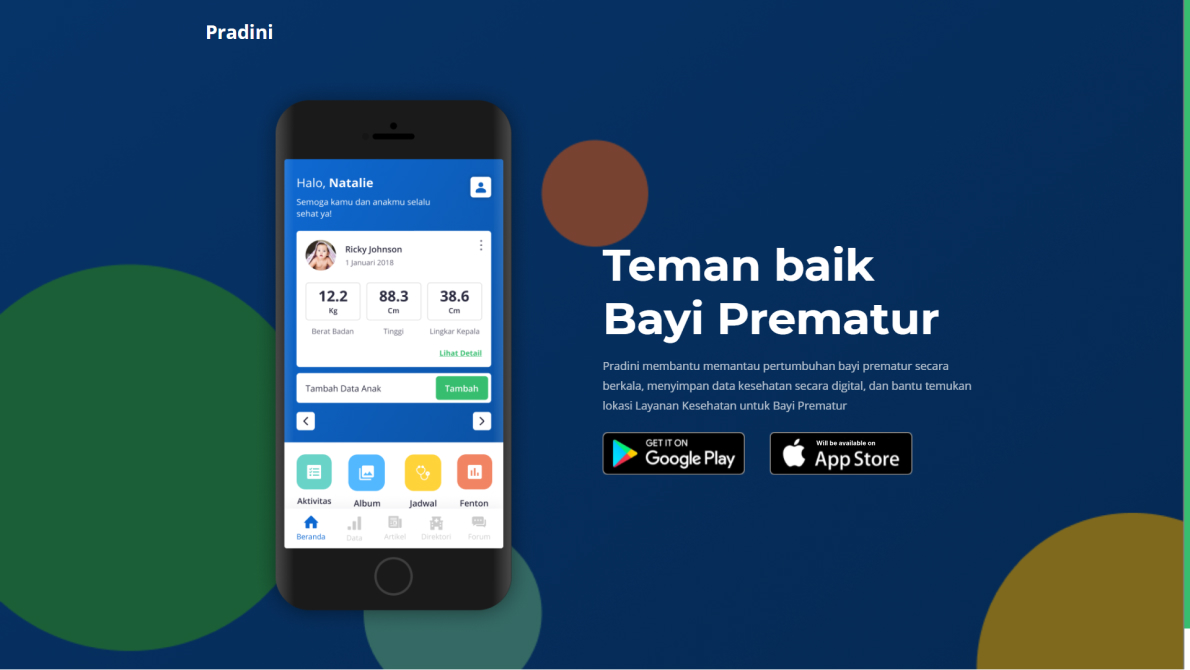 Pradini
Halo, Natalie
Semoga kamu dan anakmu selalu
sehat ya!
Ricky Johnson
1 Januari 2018
12.2
Kg
88.3
Cm
38.6
Cm
Berat Badan
Tinggi
Lingkar Kepala
Lihat Detail
Tambah Data Anak
Tambah
Aktivitas
Album
Jadwal
Fenton
Beranda
Data
Artikel
Direktori
Forum
Teman baik
Bayi Prematur
Pradini membantu memantau pertumbuhan bayi prematur secara
berkala, menyimpan data kesehatan secara digital, dan bantu temukan
lokasi Layanan Kesehatan untuk Bayi Prematur
GET IT ON
Google Play
Will be available on
App Store